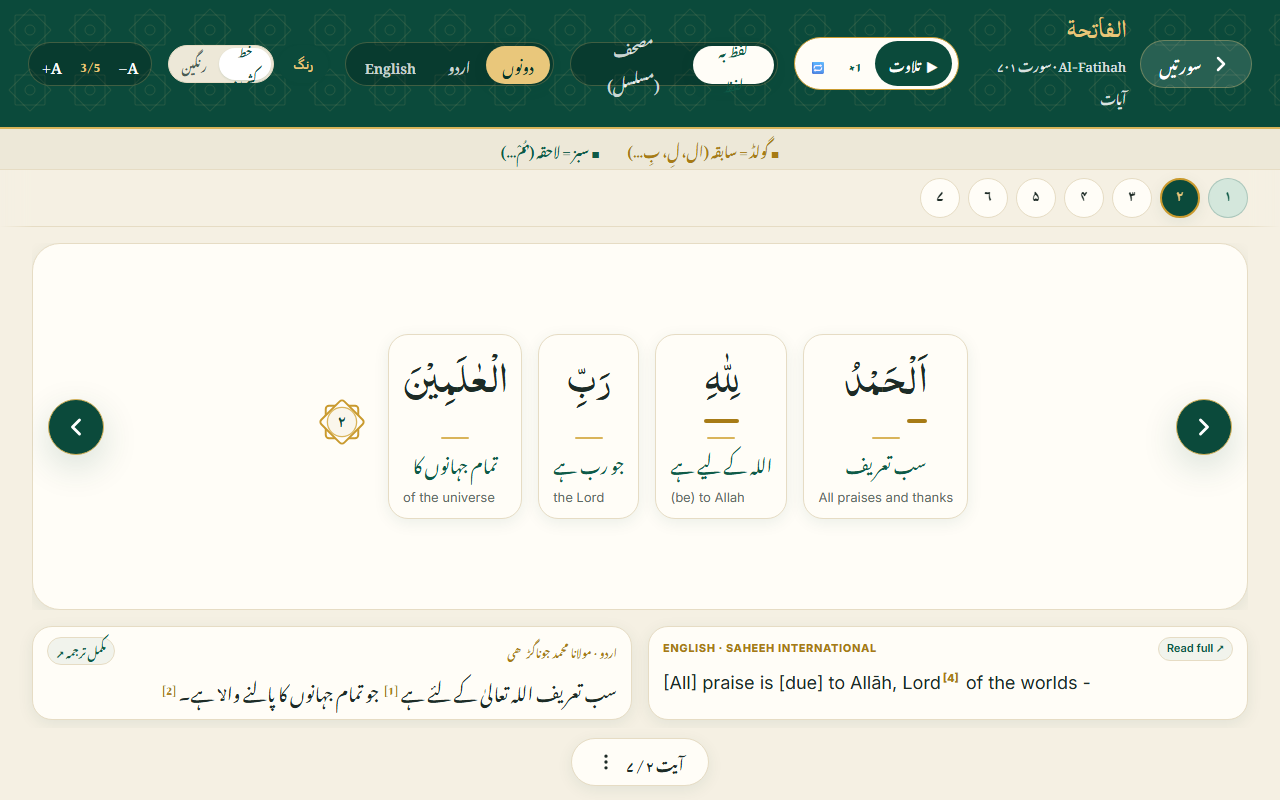 سورتیں
الفاتحة
Al-Fatihah · سورت ۱ · ۷ آیات
▶ تلاوت
×1
لفظ بہ
مصحف (مسلسل)
دونوں
اردو
English
رنگ
خط
رنگین
A−
3/5
A+
■ گولڈ = سابقہ (ال، لِ، بِ...)
■ سبز = لاحقہ (ہُمْ...)
۱
۲
۳
۴
۵
۶
۷
اَلْحَمْدُ
سب تعریف
All praises and thanks
لِلّٰهِ
اللہ کے لیے ہے
(be) to Allah
رَبِّ
جو رب ہے
the Lord
الْعٰلَمِيْنَ
تمام جہانوں کا
of the universe
۲
ENGLISH · SAHEEH INTERNATIONAL
Read full ↗
[All] praise is [due] to Allāh, Lord[4] of the worlds -
اردو · مولانا محمد جوناگڑھی
مکمل ترجمہ ↗
سب تعریف اللہ تعالیٰ کے لئے ہے [1] جو تمام جہانوں کا پالنے والا ہے۔ [2]
آیت ۲ / ۷